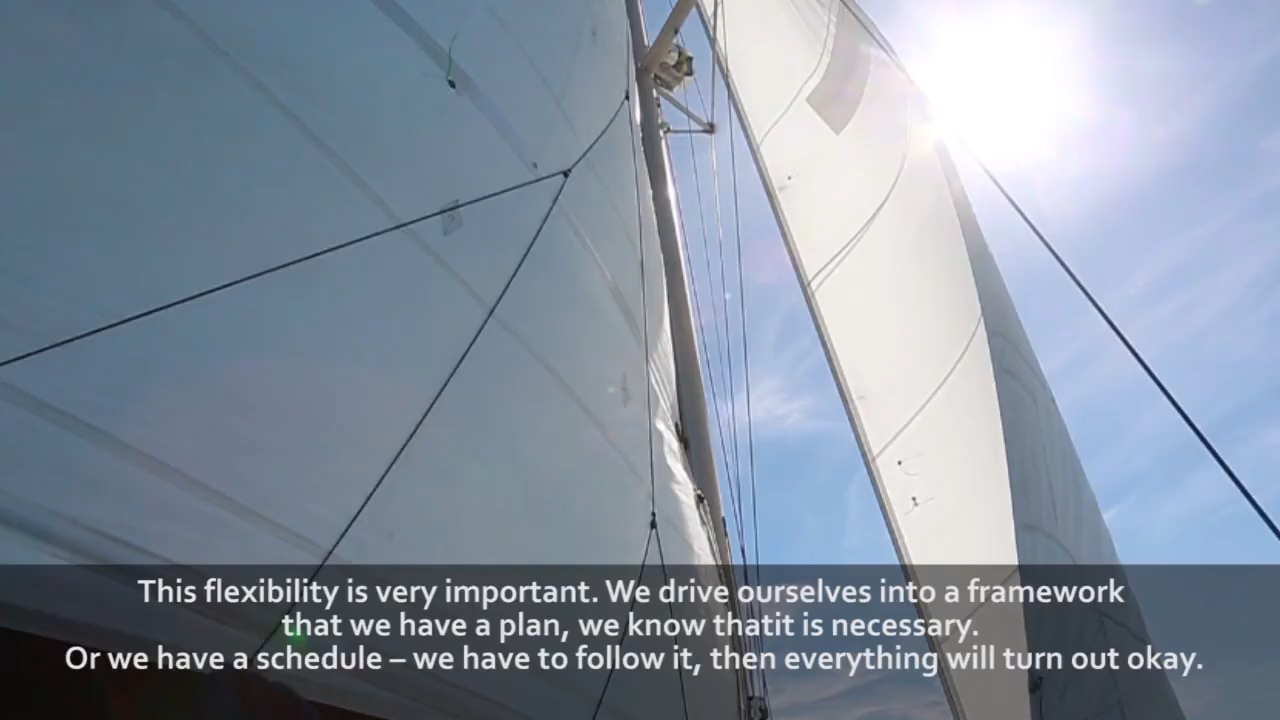 This flexibility is very important. We drive ourselves into a framework
that we have a plan, we know thatit is necessary.
Or we have a schedule – we have to follow it, then everything will turn out okay.